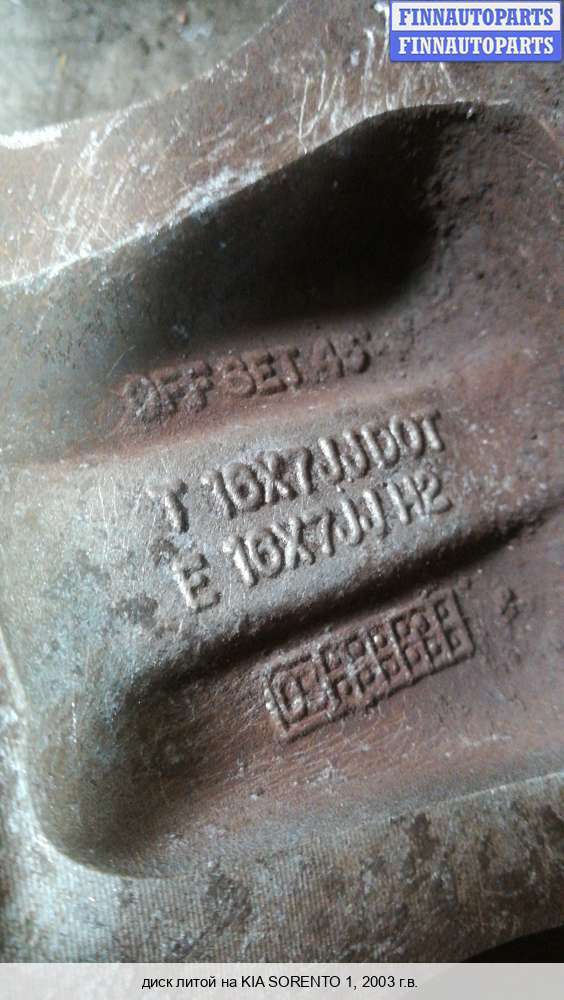 FINNAUTOPARTS
FINNAUTOPARTS
OFFSET 45
T 16X7JJDOT
E 16X7JJ H2
диск литой на KIA SORENTO 1, 2003 г.в.